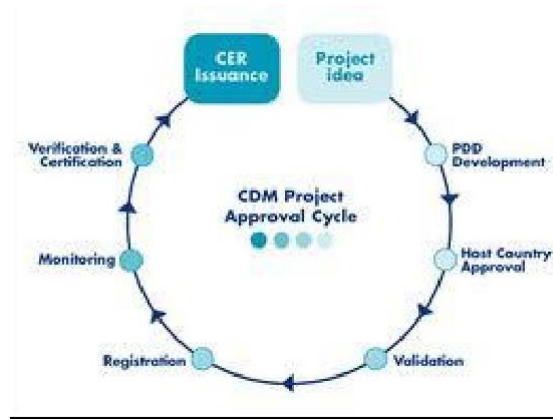 CER
Issuance
Project
idea
PDD
Development
Host Country
Approval
Validation
Registration
Monitoring
Verification &
Certification
CDM Project
Approval Cycle